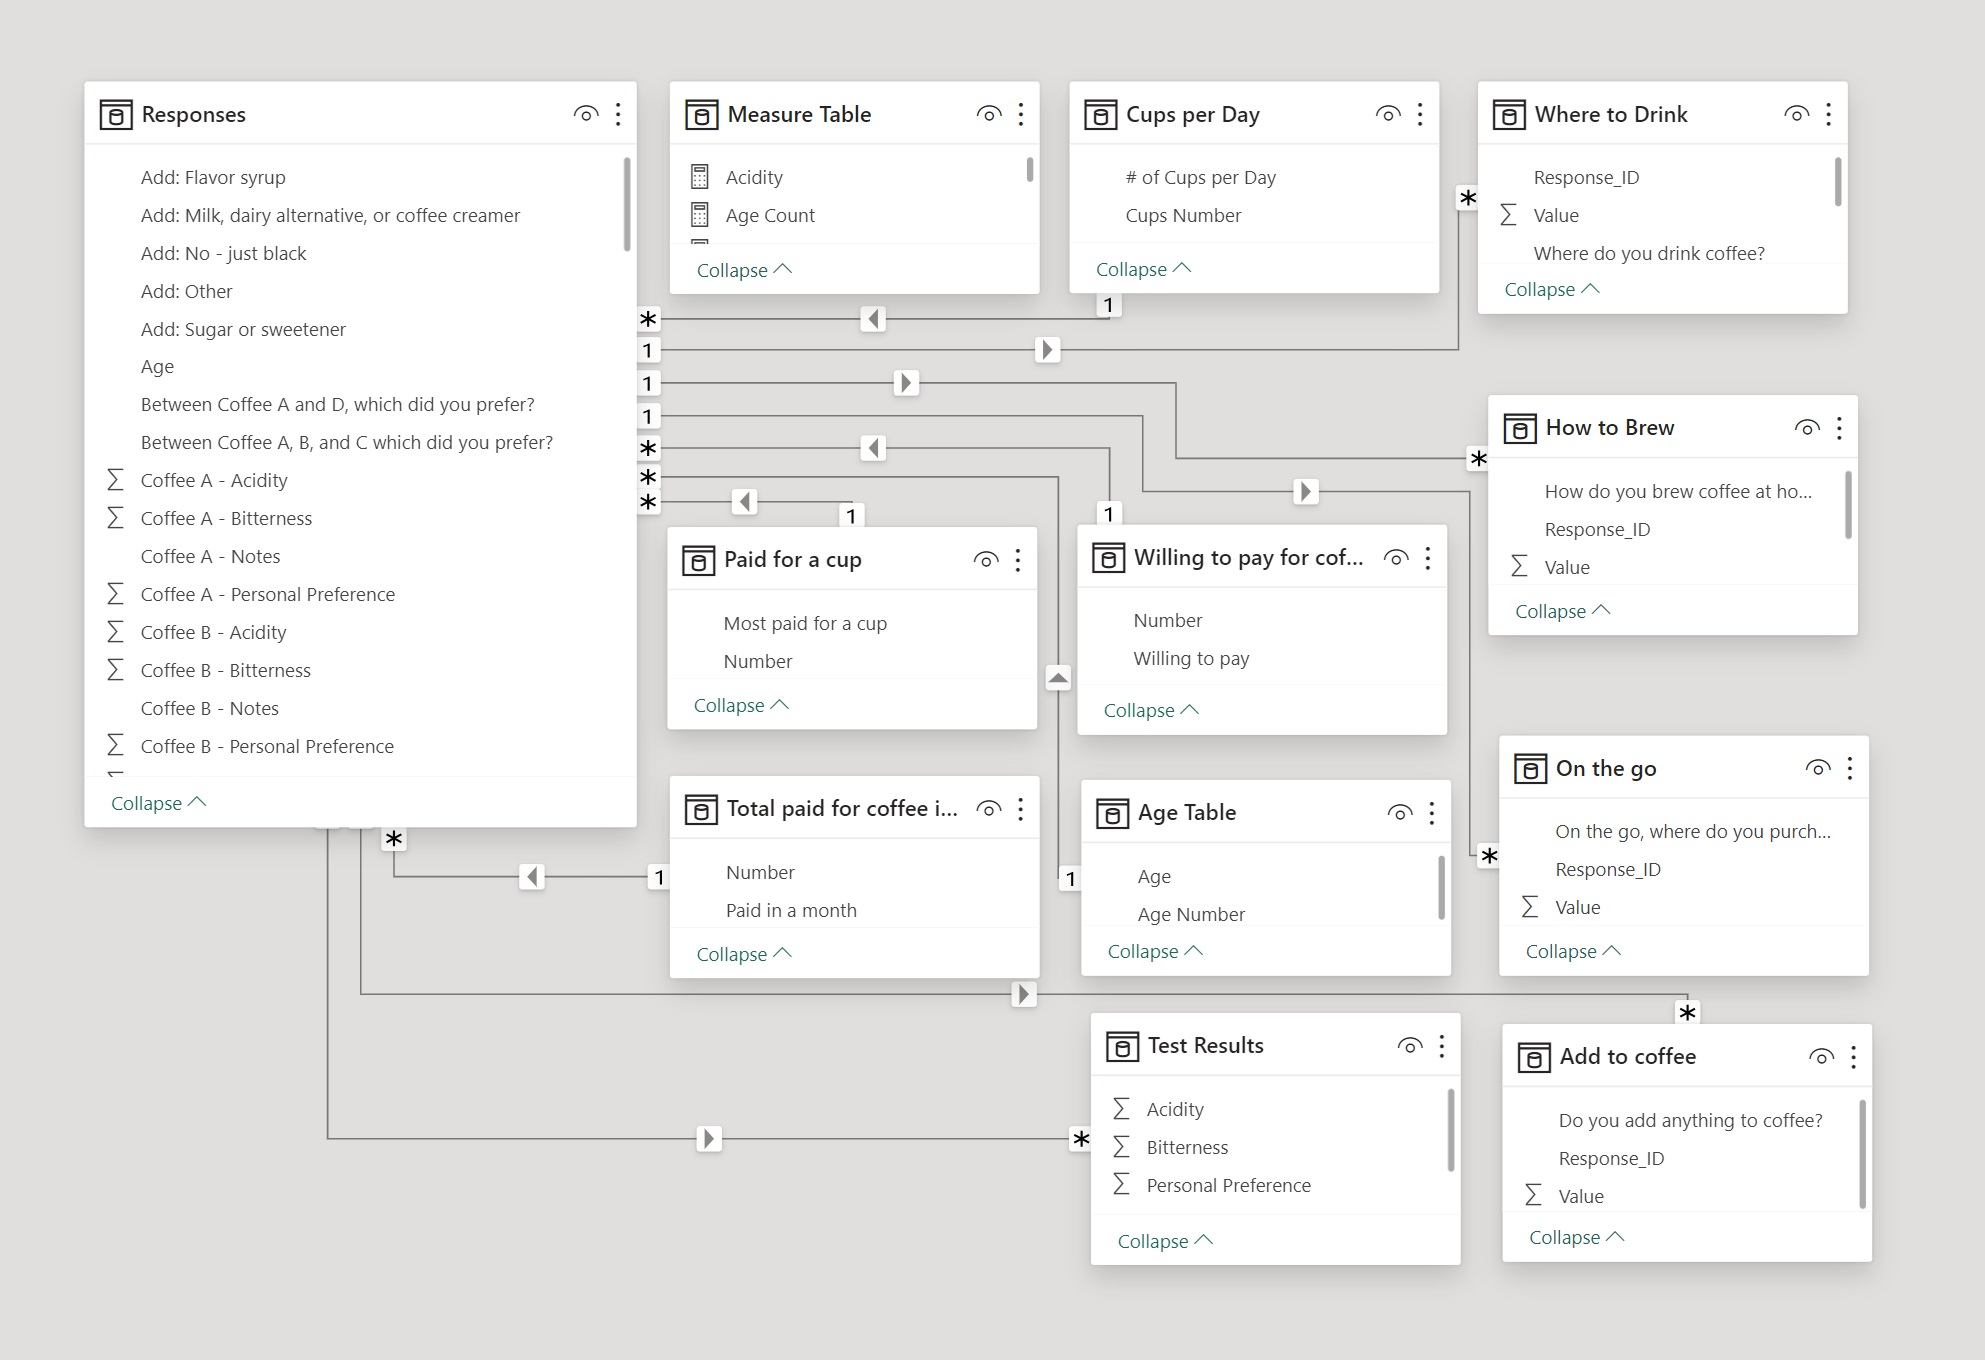 Responses
Add: Flavor syrup
Add: Milk, dairy alternative, or coffee creamer
Add: No - just black
Add: Other
Add: Sugar or sweetener
Age
Between Coffee A and D, which did you prefer?
Between Coffee A, B, and C which did you prefer?
Σ Coffee A - Acidity
Σ Coffee A - Bitterness
Coffee A - Notes
Σ Coffee A - Personal Preference
Σ Coffee B - Acidity
Σ Coffee B - Bitterness
Coffee B - Notes
Σ Coffee B - Personal Preference
Collapse
Measure Table
Acidity
Age Count
Collapse
Cups per Day
# of Cups per Day
Cups Number
Collapse
Where to Drink
Response_ID
Σ Value
Where do you drink coffee?
Collapse
1
*
*
1
1
1
*
*
*
How to Brew
How do you brew coffee at ho...
Response_ID
Σ Value
Collapse
*
1
Paid for a cup
Most paid for a cup
Number
Collapse
1
Willing to pay for cof...
Number
Willing to pay
Collapse
On the go
On the go, where do you purch...
Response_ID
Σ Value
Collapse
*
*
1
Total paid for coffee i...
Number
Paid in a month
Collapse
1
Age Table
Age
Age Number
Collapse
*
Test Results
Σ Acidity
Σ Bitterness
Σ Personal Preference
Collapse
*
Add to coffee
Do you add anything to coffee?
Response_ID
Σ Value
Collapse